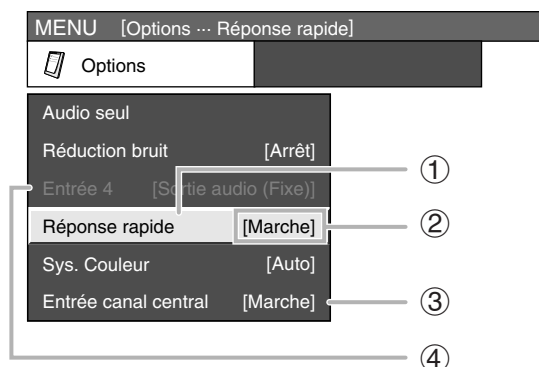 MENU [Options ··· Réponse rapide]
Options
Audio seul
Réduction bruit [Arrêt]
①
Entrée 4 [Sortie audio (Fixe)]
Réponse rapide [Marche] ②
Sys. Couleur [Auto]
Entrée canal central [Marche] ③
④